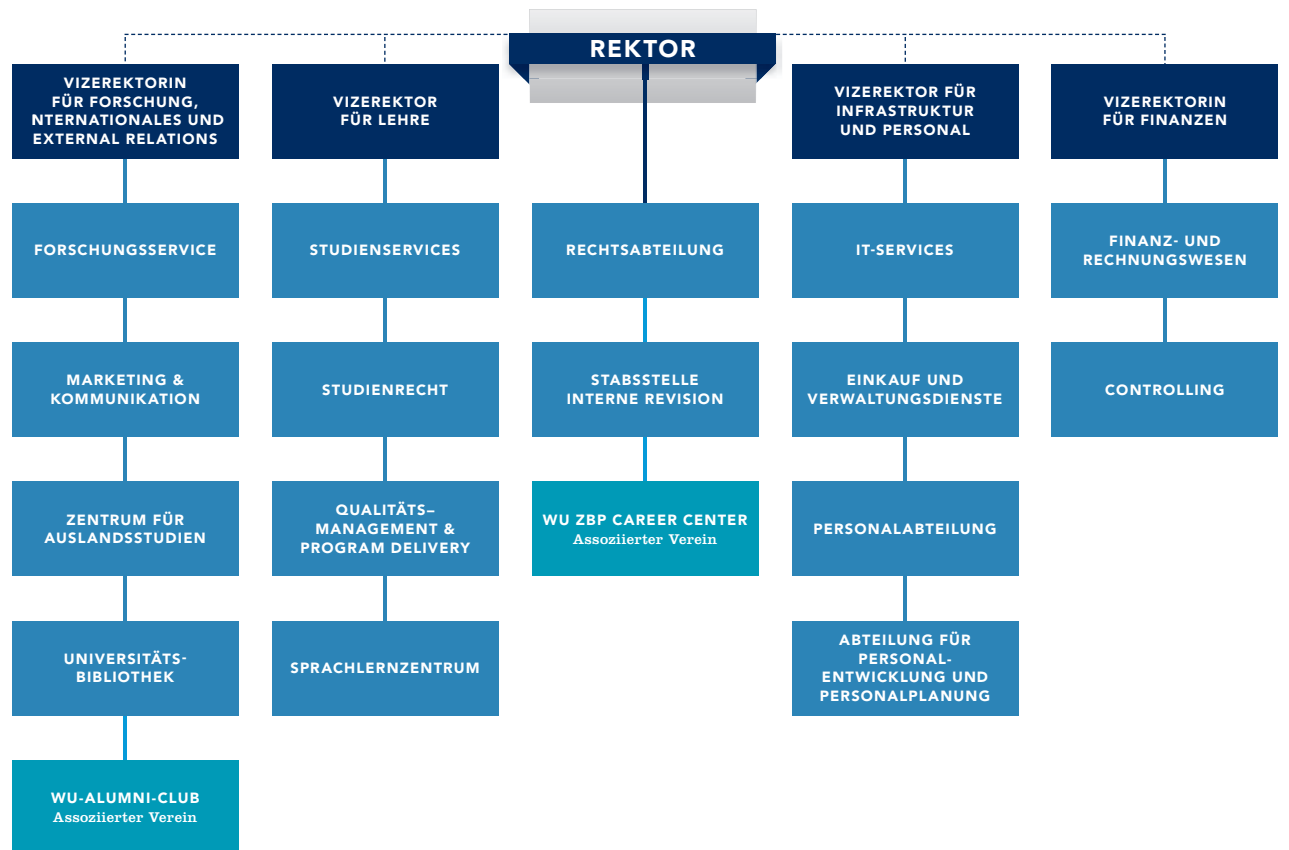 REKTOR
VIZEREKTORIN
FÜR FORSCHUNG,
NTERNATIONALES UND
EXTERNAL RELATIONS
FORSCHUNGSSERVICE
MARKETING &
KOMMUNIKATION
ZENTRUM FÜR
AUSLANDSSTUDIEN
UNIVERSITÄTS-
BIBLIOTHEK
WU-ALUMNI-CLUB
Assoziierter Verein
VIZEREKTOR
FÜR LEHRE
STUDIENSERVICES
STUDIENRECHT
QUALITÄTS–
MANAGEMENT &
PROGRAM DELIVERY
SPRACHLERNZENTRUM
RECHTSABTEILUNG
STABSSTELLE
INTERNE REVISION
WU ZBP CAREER CENTER
Assoziierter Verein
VIZEREKTOR FÜR
INFRASTRUKTUR
UND PERSONAL
IT-SERVICES
EINKAUF UND
VERWALTUNGSDIENSTE
PERSONALABTEILUNG
ABTEILUNG FÜR
PERSONAL-
ENTWICKLUNG UND
PERSONALPLANUNG
VIZEREKTORIN
FÜR FINANZEN
FINANZ- UND
RECHNUNGSWESEN
CONTROLLING